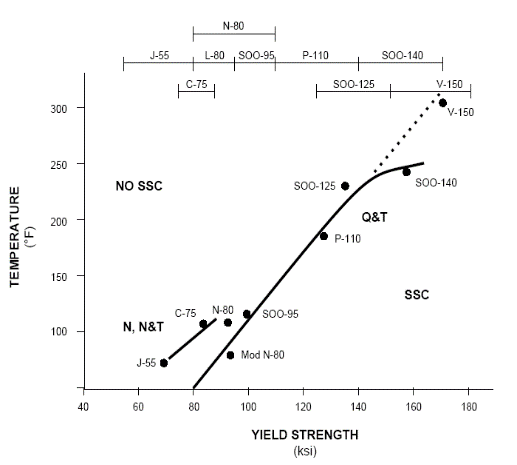 N-80
J-55 L-80 SOO-95 P-110 SOO-140
C-75 SOO-125 V-150
300
V-150
250
NO SSC
SOO-125
SOO-140
200
Q&T
P-110
TEMPERATURE
(°F)
150
SSC
C-75 N-80 SOO-95
N, N&T
100
Mod N-80
J-55
40 60 80 100 120 140 160 180
YIELD STRENGTH
(ksi)